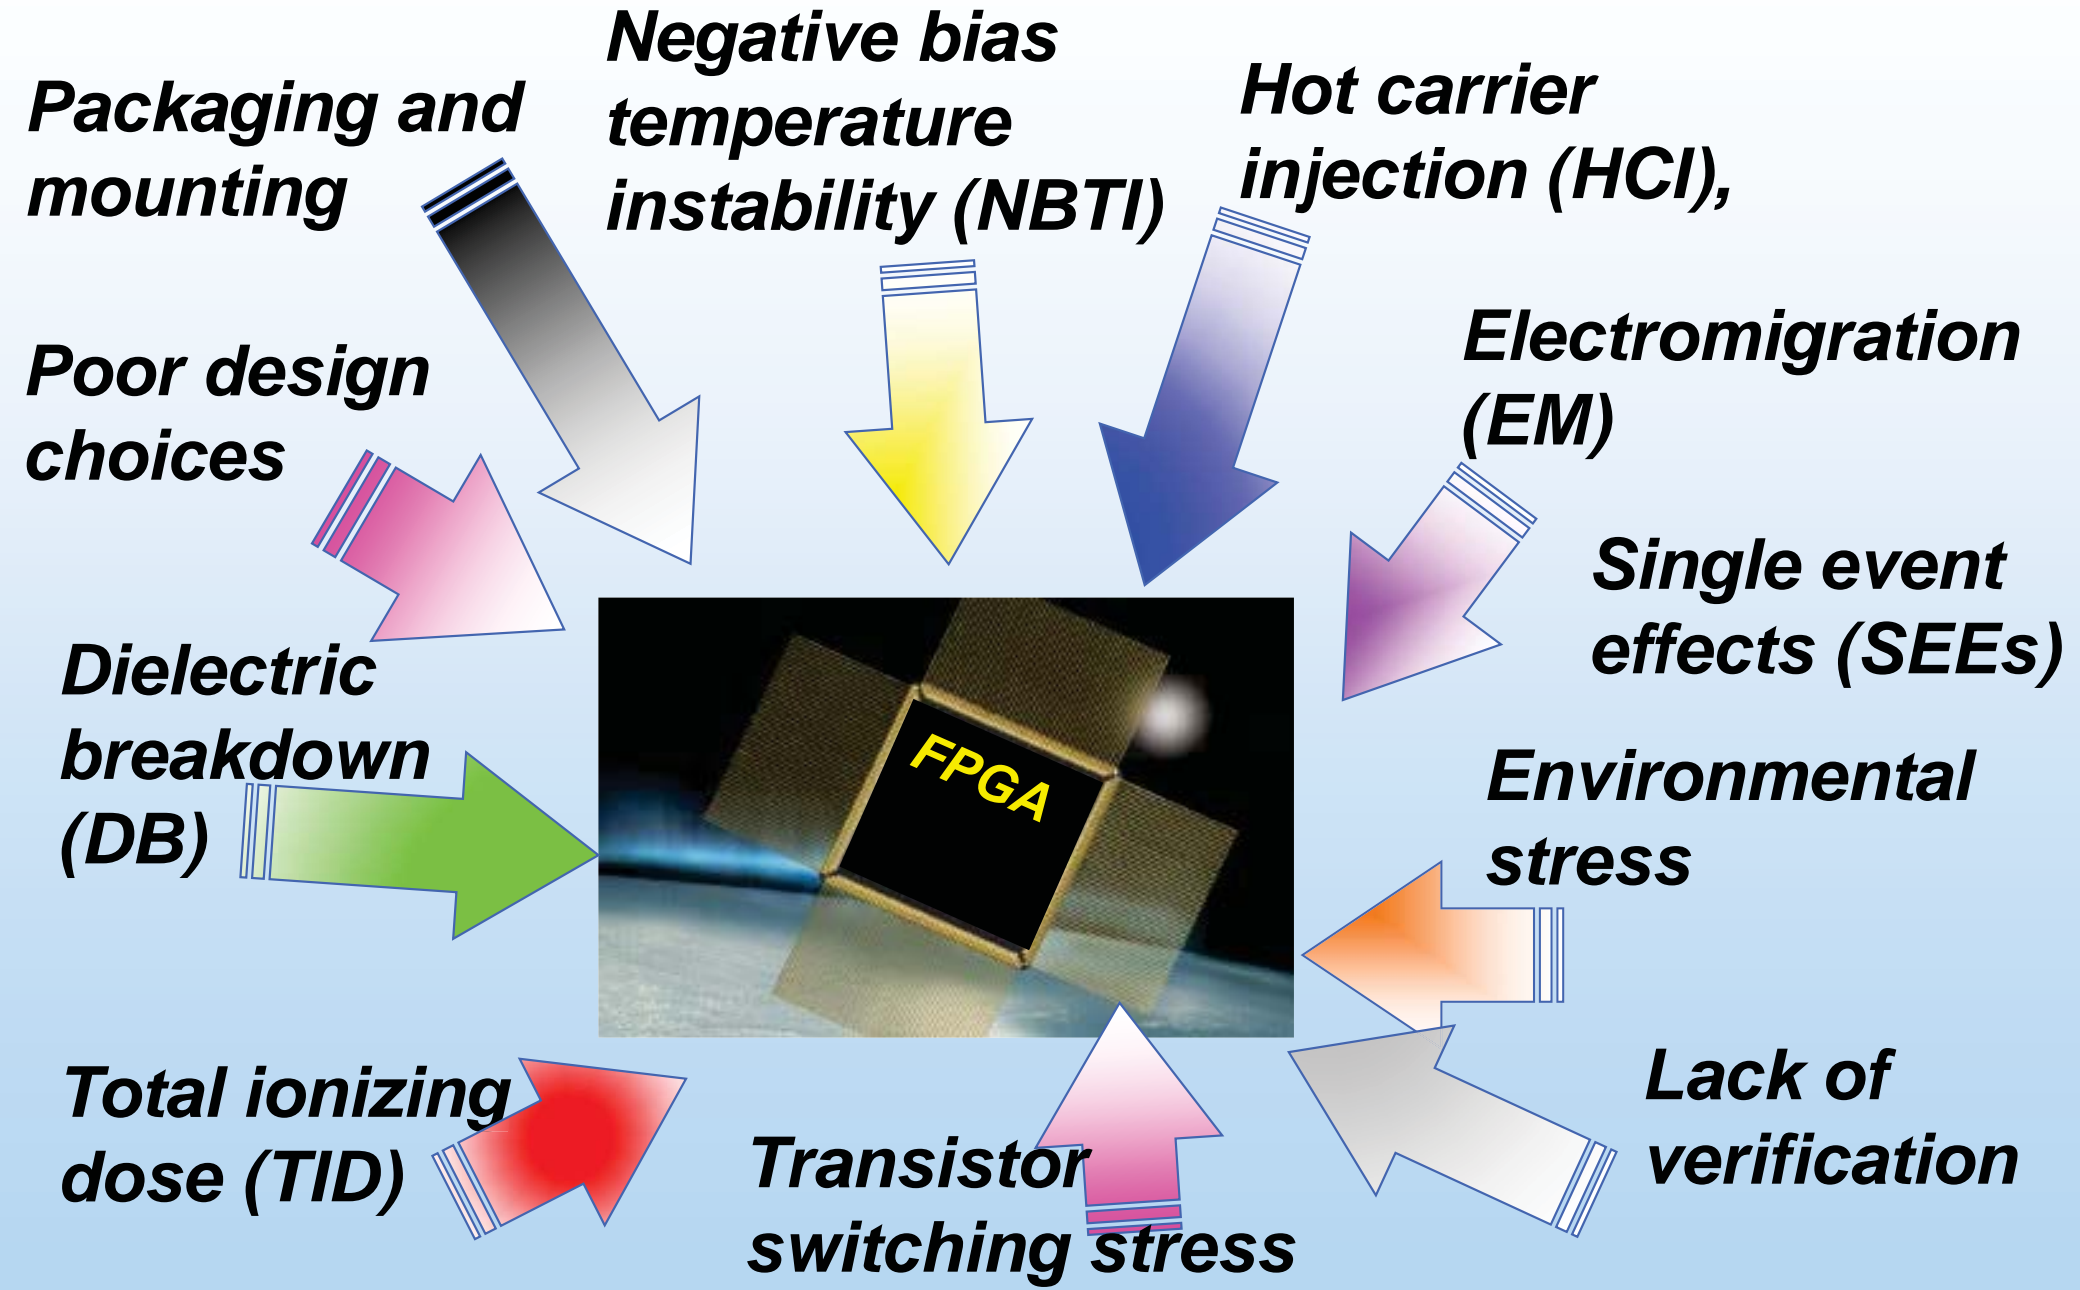 Packaging and
mounting
Negative bias
temperature
instability (NBTI)
Hot carrier
injection (HCI),
Poor design
choices
Electromigration
(EM)
Single event
effects (SEEs)
Dielectric
breakdown
(DB)
FPGA
Environmental
stress
Total ionizing
dose (TID)
Transistor
switching stress
Lack of
verification